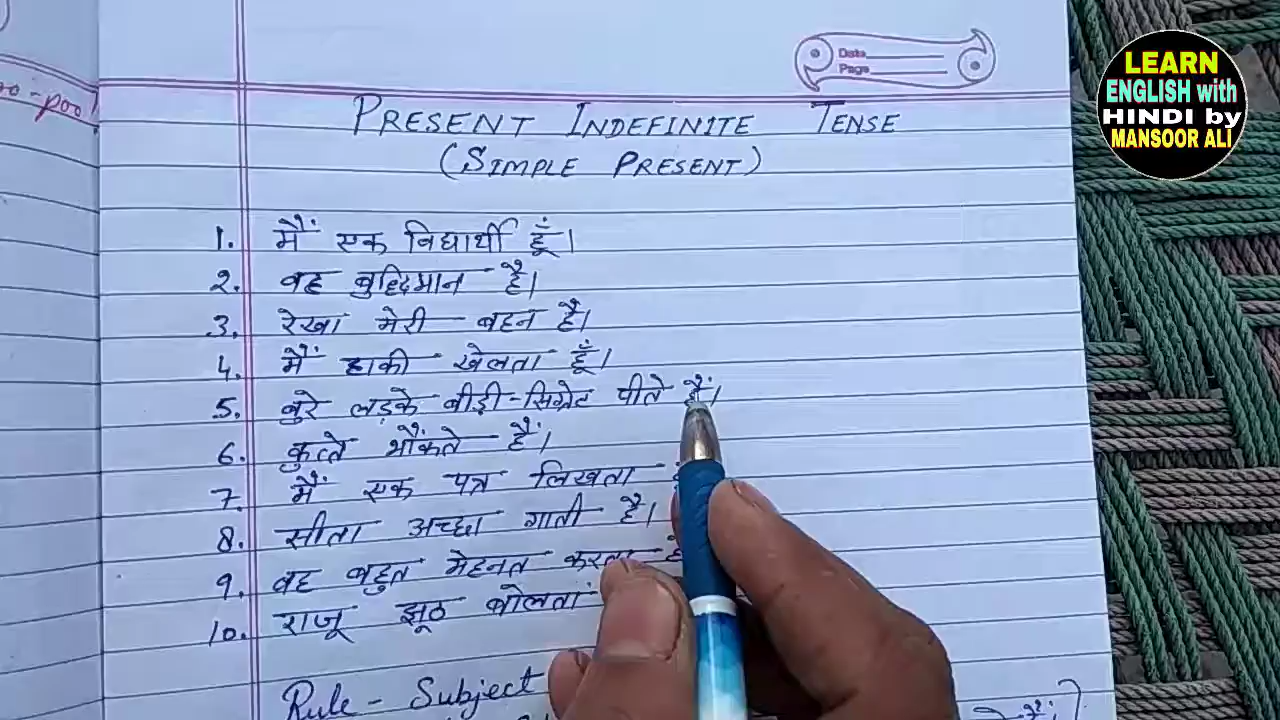 Date
Page
LEARN
ENGLISH with
HINDI by
MANSOOR ALI
PRESENT INDEFINITE TENSE
(SIMPLE PRESENT)
1. मैं एक विद्यार्थी हूँ।
2. वह बुद्धिमान है।
3. रेखा मेरी बहन है।
4. मैं हाकी खेलता हूँ।
5. बुरे लड़के बीड़ी-सिग्रेट पीते हैं।
6. कुत्ते भौंकते हैं।
7. मैं एक पत्र लिखता
8. सीता अच्छा गाती है।
9. वह बहुत मेहनत करता
10. राजू झूठ बोलता
Rule - Subject